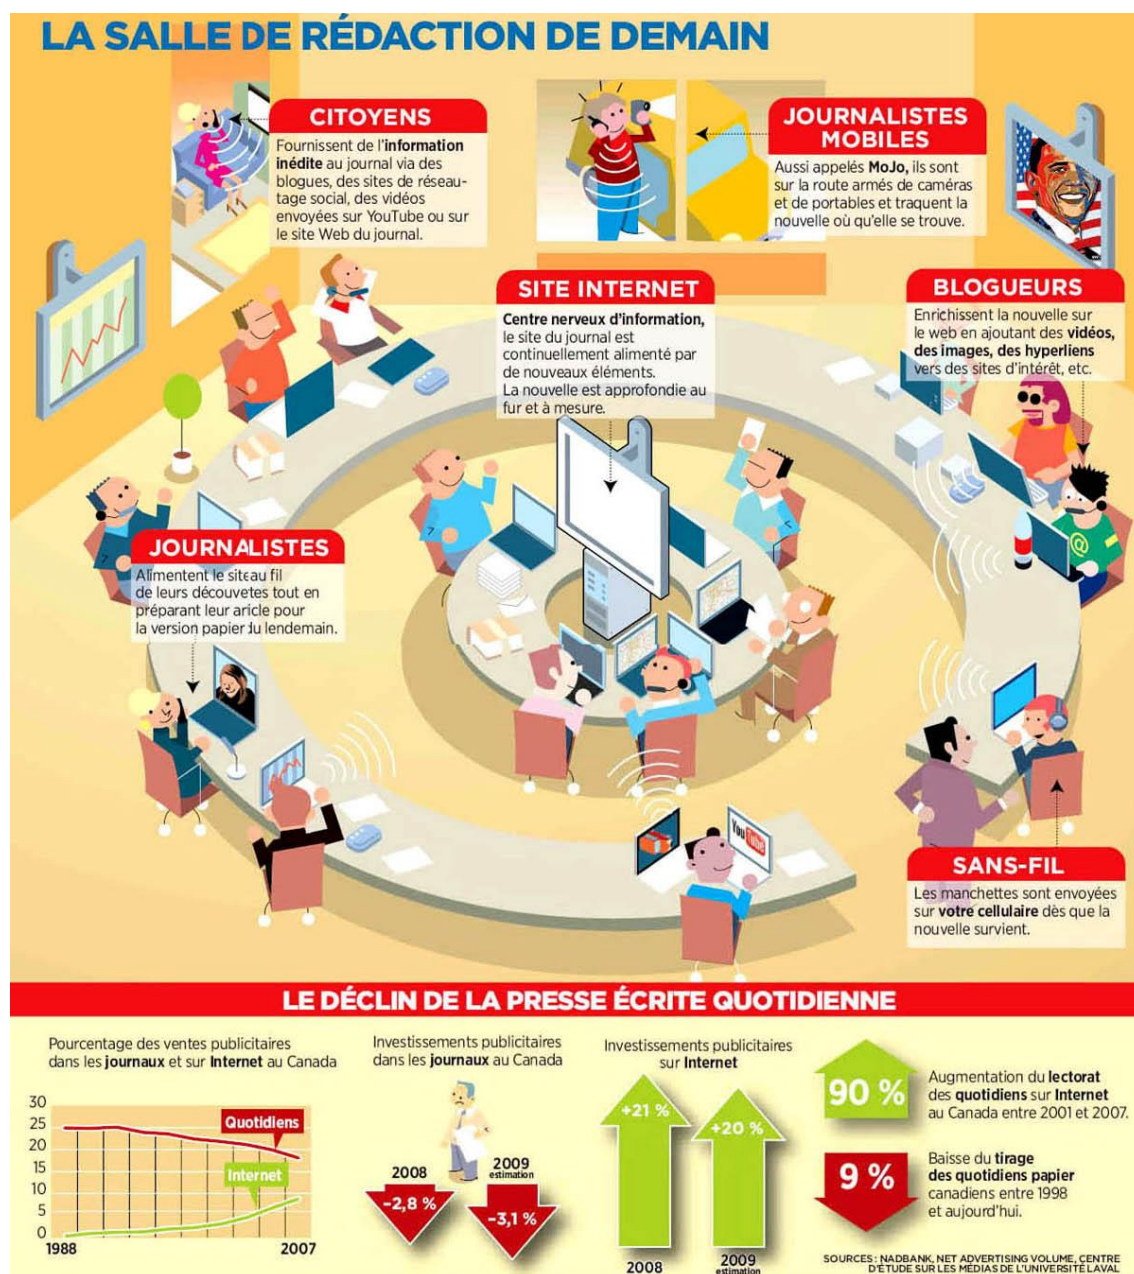 LA SALLE DE RÉDACTION DE DEMAIN
CITOYENS
Fournissent de l'information
inédite au journal via des
blogues, des sites de réseau-
tage social, des vidéos
envoyées sur YouTube ou sur
le site Web du journal.
JOURNALISTES
MOBILES
Aussi appelés MoJo, ils sont
sur la route armés de caméras
et de portables et traquent la
nouvelle où qu'elle se trouve.
SITE INTERNET
Centre nerveux d'information,
le site du journal est
continuellement alimenté par
de nouveaux éléments.
La nouvelle est approfondie au
fur et à mesure.
BLOGUEURS
Enrichissent la nouvelle sur
le web en ajoutant des vidéos,
des images, des hyperliens
vers des sites d'intérêt, etc.
JOURNALISTES
Alimentent le site au fil
de leurs découvetes tout en
préparant leur aricle pour
la version papier du lendemain.
@
You Tube
SANS-FIL
Les manchettes sont envoyées
sur votre cellulaire dès que la
nouvelle survient.
LE DÉCLIN DE LA PRESSE ÉCRITE QUOTIDIENNE
Pourcentage des ventes publicitaires
dans les journaux et sur Internet au Canada
30
25
20
15
10
5
0
Quotidiens
Internet
1988
2007
Investissements publicitaires
dans les journaux au Canada
2008
-2,8 %
2009
estimation
-3,1 %
Investissements publicitaires
sur Internet
+21 %
+20 %
2008
2009
estimation
90 %
Augmentation du lectorat
des quotidiens sur Internet
au Canada entre 2001 et 2007.
9 %
Baisse du tirage
des quotidiens papier
canadiens entre 1998
et aujourd'hui.
SOURCES : NADBANK, NET ADVERTISING VOLUME, CENTRE
D'ÉTUDE SUR LES MÉDIAS DE L'UNIVERSITÉ LAVAL